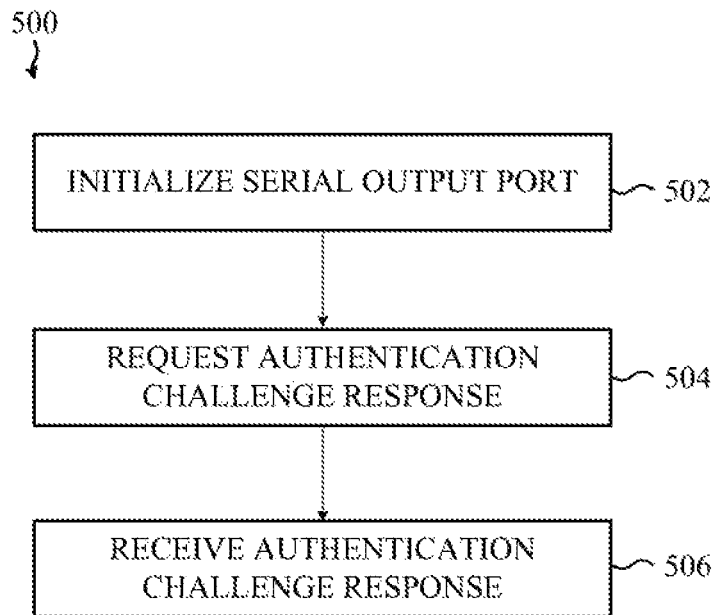 500
INITIALIZE SERIAL OUTPUT PORT
502
REQUEST AUTHENTICATION
CHALLENGE RESPONSE
504
RECEIVE AUTHENTICATION
CHALLENGE RESPONSE
506